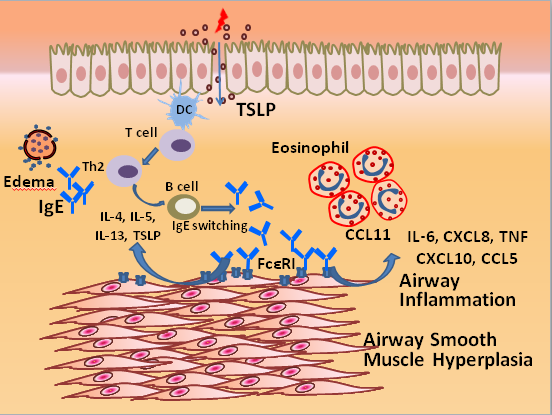 DC
TSLP
T cell
Eosinophil
Th2
Edema
B cell
IgE
IL-4, IL-5,
IL-13, TSLP
IgE switching
CCL11
IL-6, CXCL8, TNF
CXCL10, CCL5
FcεRI
Airway
Inflammation
Airway Smooth
Muscle Hyperplasia